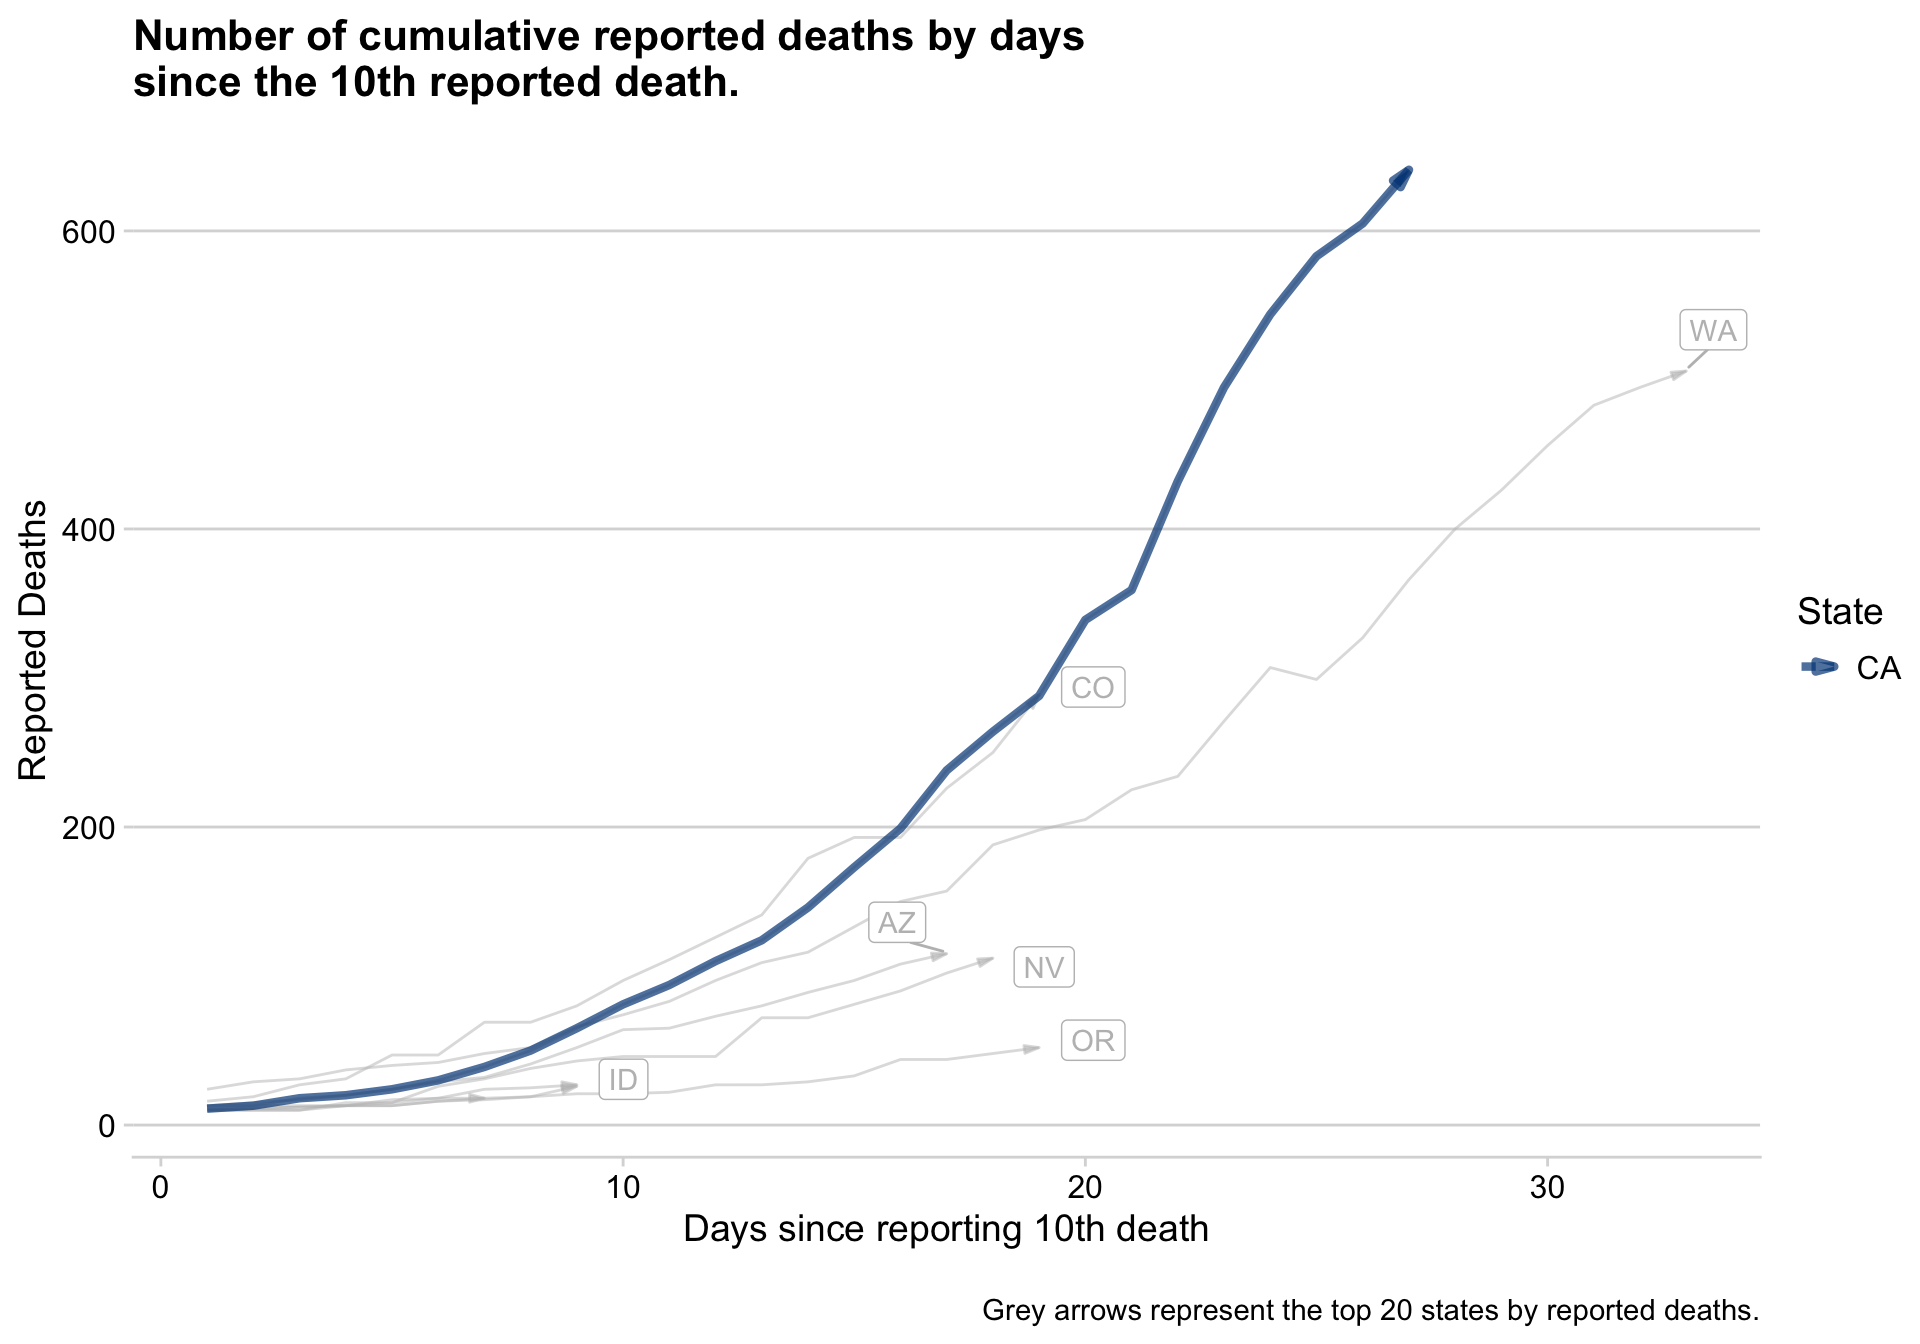 Number of cumulative reported deaths by days
since the 10th reported death.
600
400
200
0
Reported Deaths
WA
CO
AZ
NV
OR
ID
State
CA
0
10
20
30
Days since reporting 10th death
Grey arrows represent the top 20 states by reported deaths.